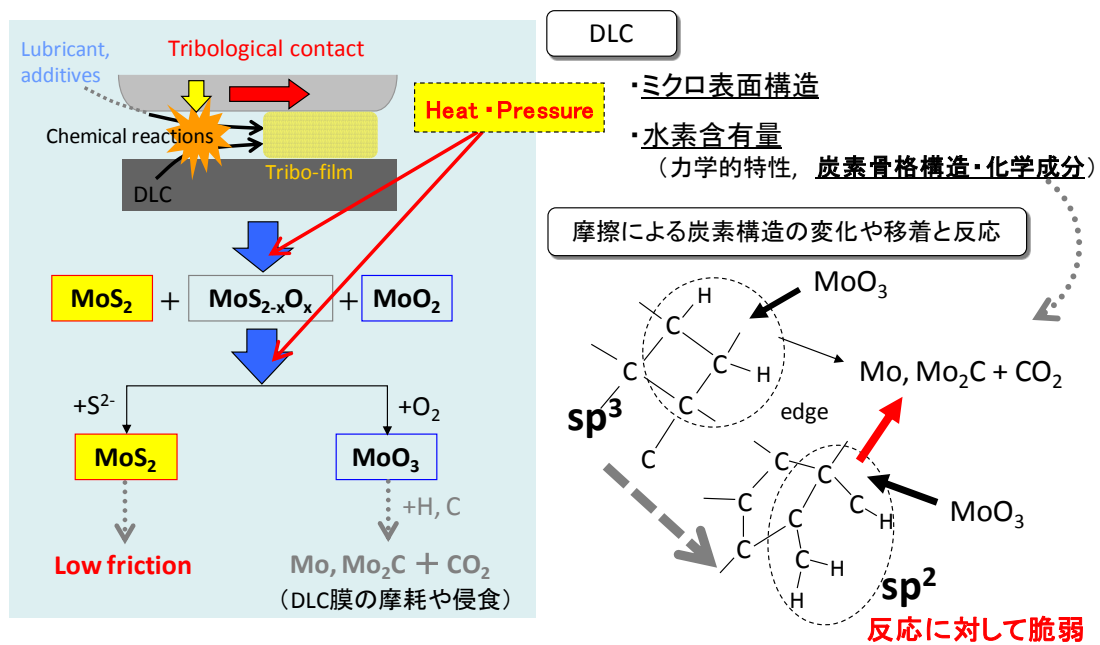 Lubricant,
additives
Tribological contact
Chemical reactions
Tribo-film
DLC
Heat・Pressure
MoS₂ + MoS₂₋ₓOₓ + MoO₂
+S²⁻
+O₂
MoS₂
MoO₃
+H, C
Low friction
Mo, Mo₂C + CO₂
（DLC膜の摩耗や侵食）
DLC
・ミクロ表面構造
・水素含有量
（力学的特性, 炭素骨格構造・化学成分）
摩擦による炭素構造の変化や移着と反応
MoO₃
H
C
C
H
C
C
C
sp³
edge
Mo, Mo₂C + CO₂
C
C
C
C
H
C
C
C
H
H
MoO₃
sp²
反応に対して脆弱